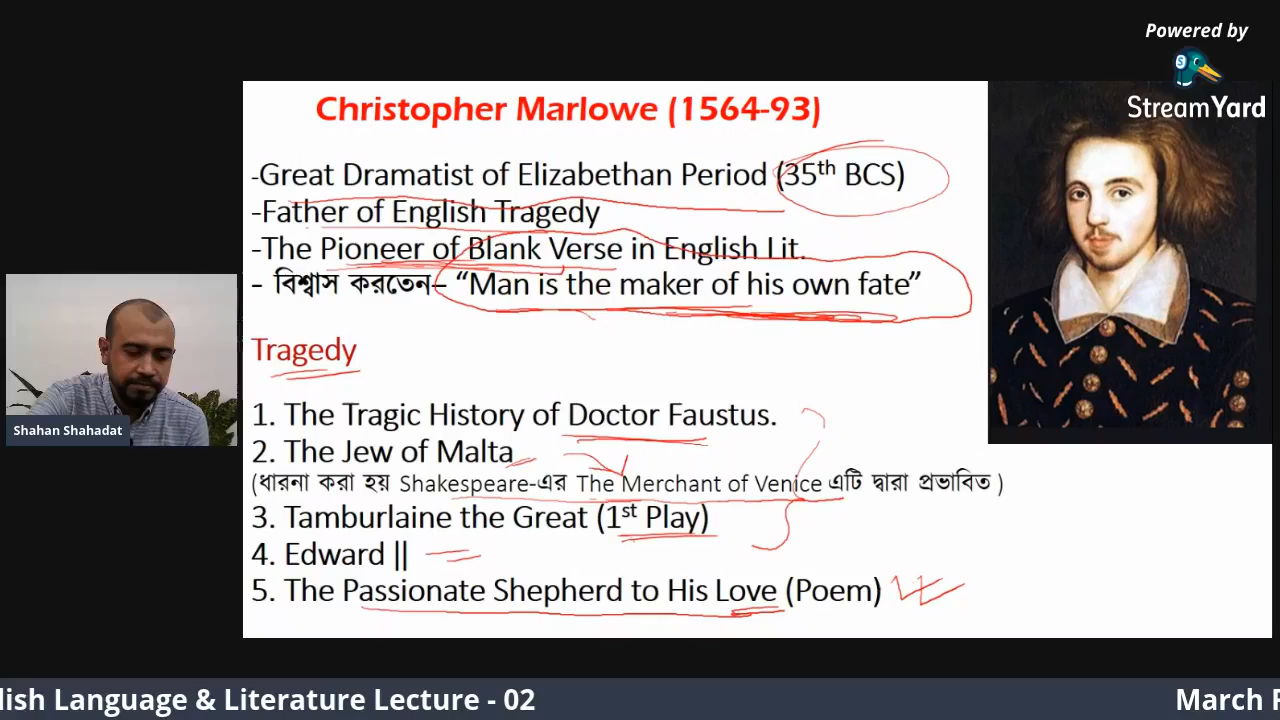 Powered by
StreamYard
Christopher Marlowe (1564-93)
-Great Dramatist of Elizabethan Period (35th BCS)
-Father of English Tragedy
-The Pioneer of Blank Verse in English Lit.
- বিশ্বাস করতেন– “Man is the maker of his own fate”
Tragedy
1. The Tragic History of Doctor Faustus.
2. The Jew of Malta
(ধারনা করা হয় Shakespeare-এর The Merchant of Venice এটি দ্বারা প্রভাবিত )
3. Tamburlaine the Great (1st Play)
4. Edward ||
5. The Passionate Shepherd to His Love (Poem)
Shahan Shahadat
lish Language & Literature Lecture - 02
March F